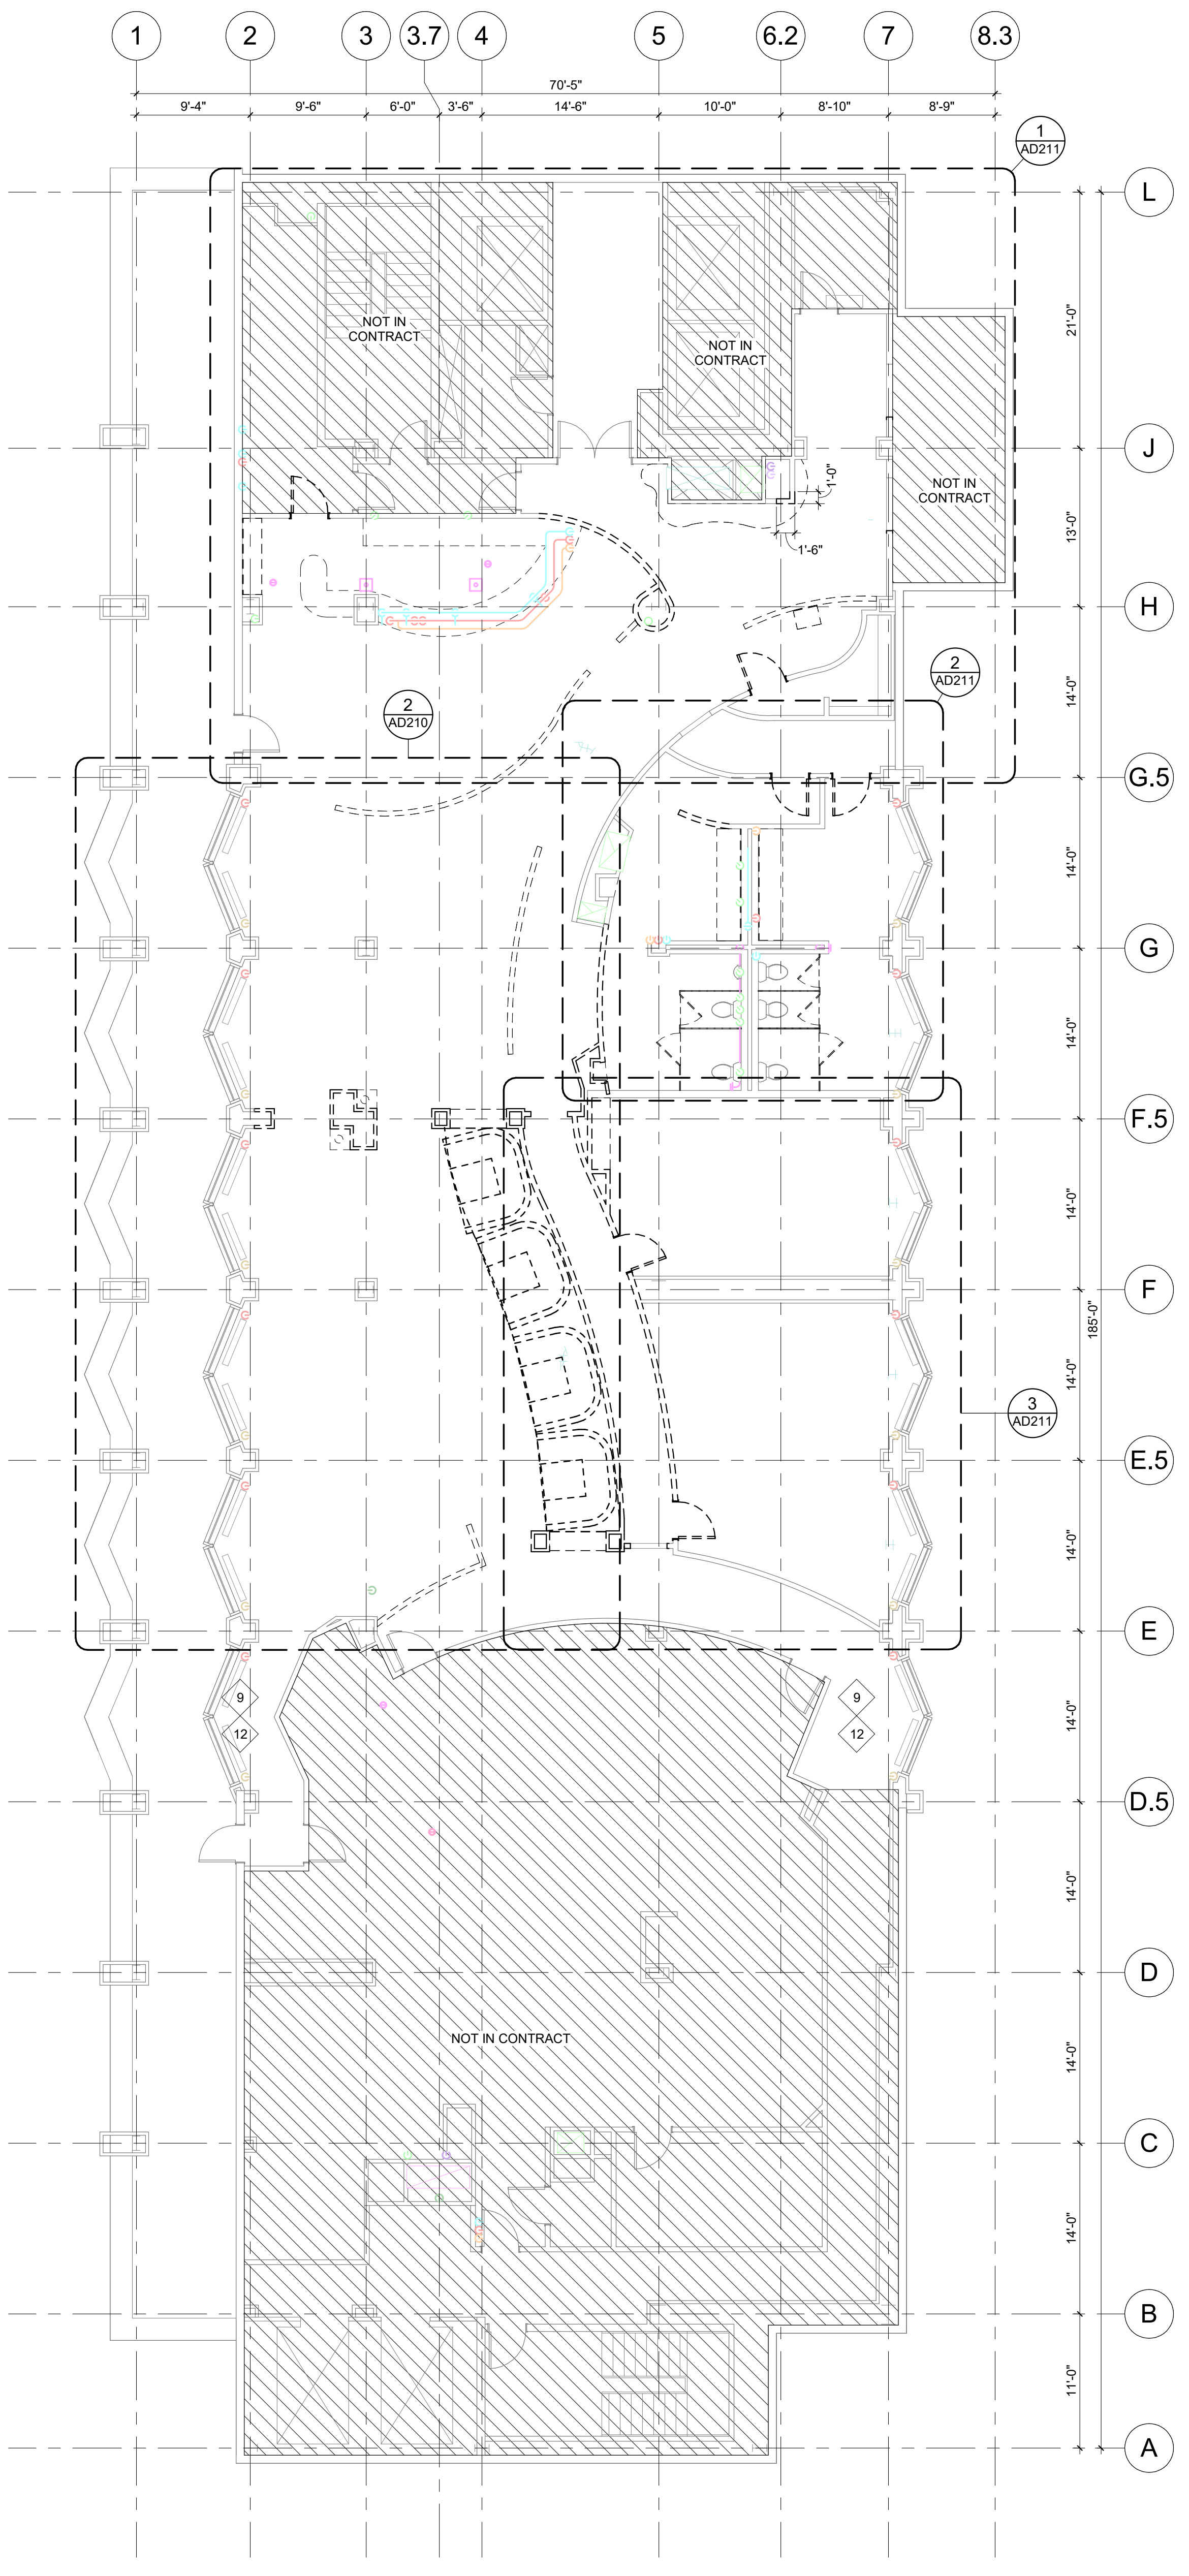 1 2 3 3.7 4 5 6.2 7 8.3
70'-5"
9'-4" 9'-6" 6'-0" 3'-6" 14'-6" 10'-0" 8'-10" 8'-9"
1
AD211
L
21'-0"
NOT IN
CONTRACT
NOT IN
CONTRACT
J
NOT IN
CONTRACT
1'-0"
13'-0"
1'-6"
H
2
AD211
14'-0"
2
AD210
G.5
14'-0"
G
14'-0"
F.5
14'-0"
F
185'-0"
14'-0"
3
AD211
E.5
14'-0"
E
9 9
14'-0"
12 12
D.5
14'-0"
D
NOT IN CONTRACT
14'-0"
C
14'-0"
B
11'-0"
A